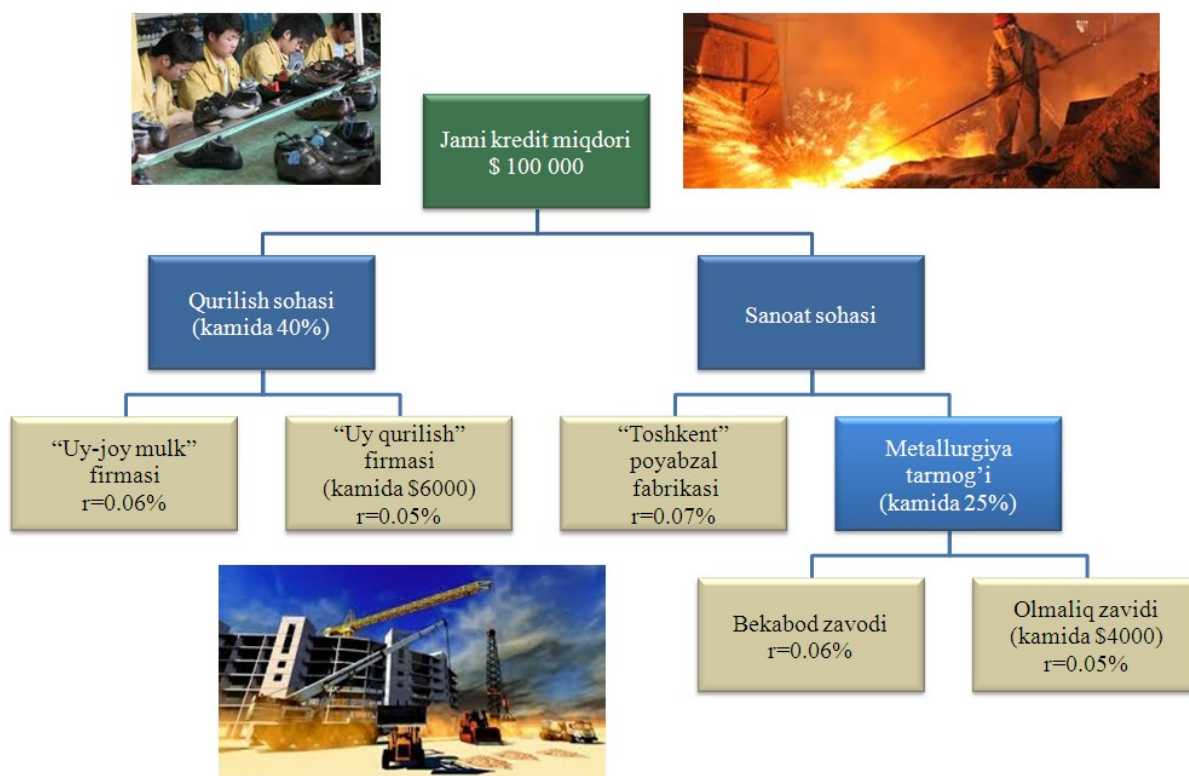 Jami kredit miqdori
$ 100 000
Qurilish sohasi
(kamida 40%)
Sanoat sohasi
“Uy-joy mulk”
firmasi
r=0.06%
“Uy qurilish”
firmasi
(kamida $6000)
r=0.05%
“Toshkent”
poyabzal
fabrikasi
r=0.07%
Metallurgiya
tarmog’i
(kamida 25%)
Bekabod zavodi
r=0.06%
Olmaliq zavidi
(kamida $4000)
r=0.05%